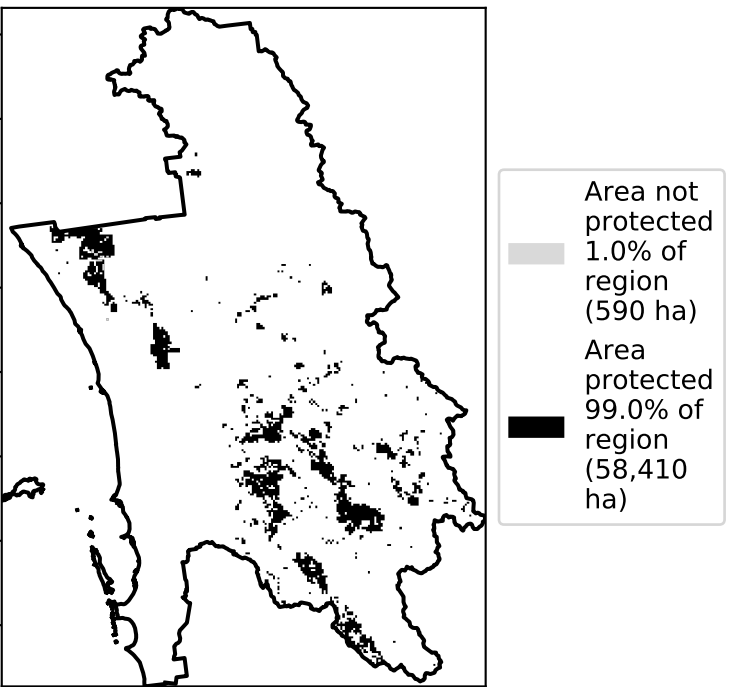 Area not
protected
1.0% of
region
(590 ha)
Area
protected
99.0% of
region
(58,410
ha)